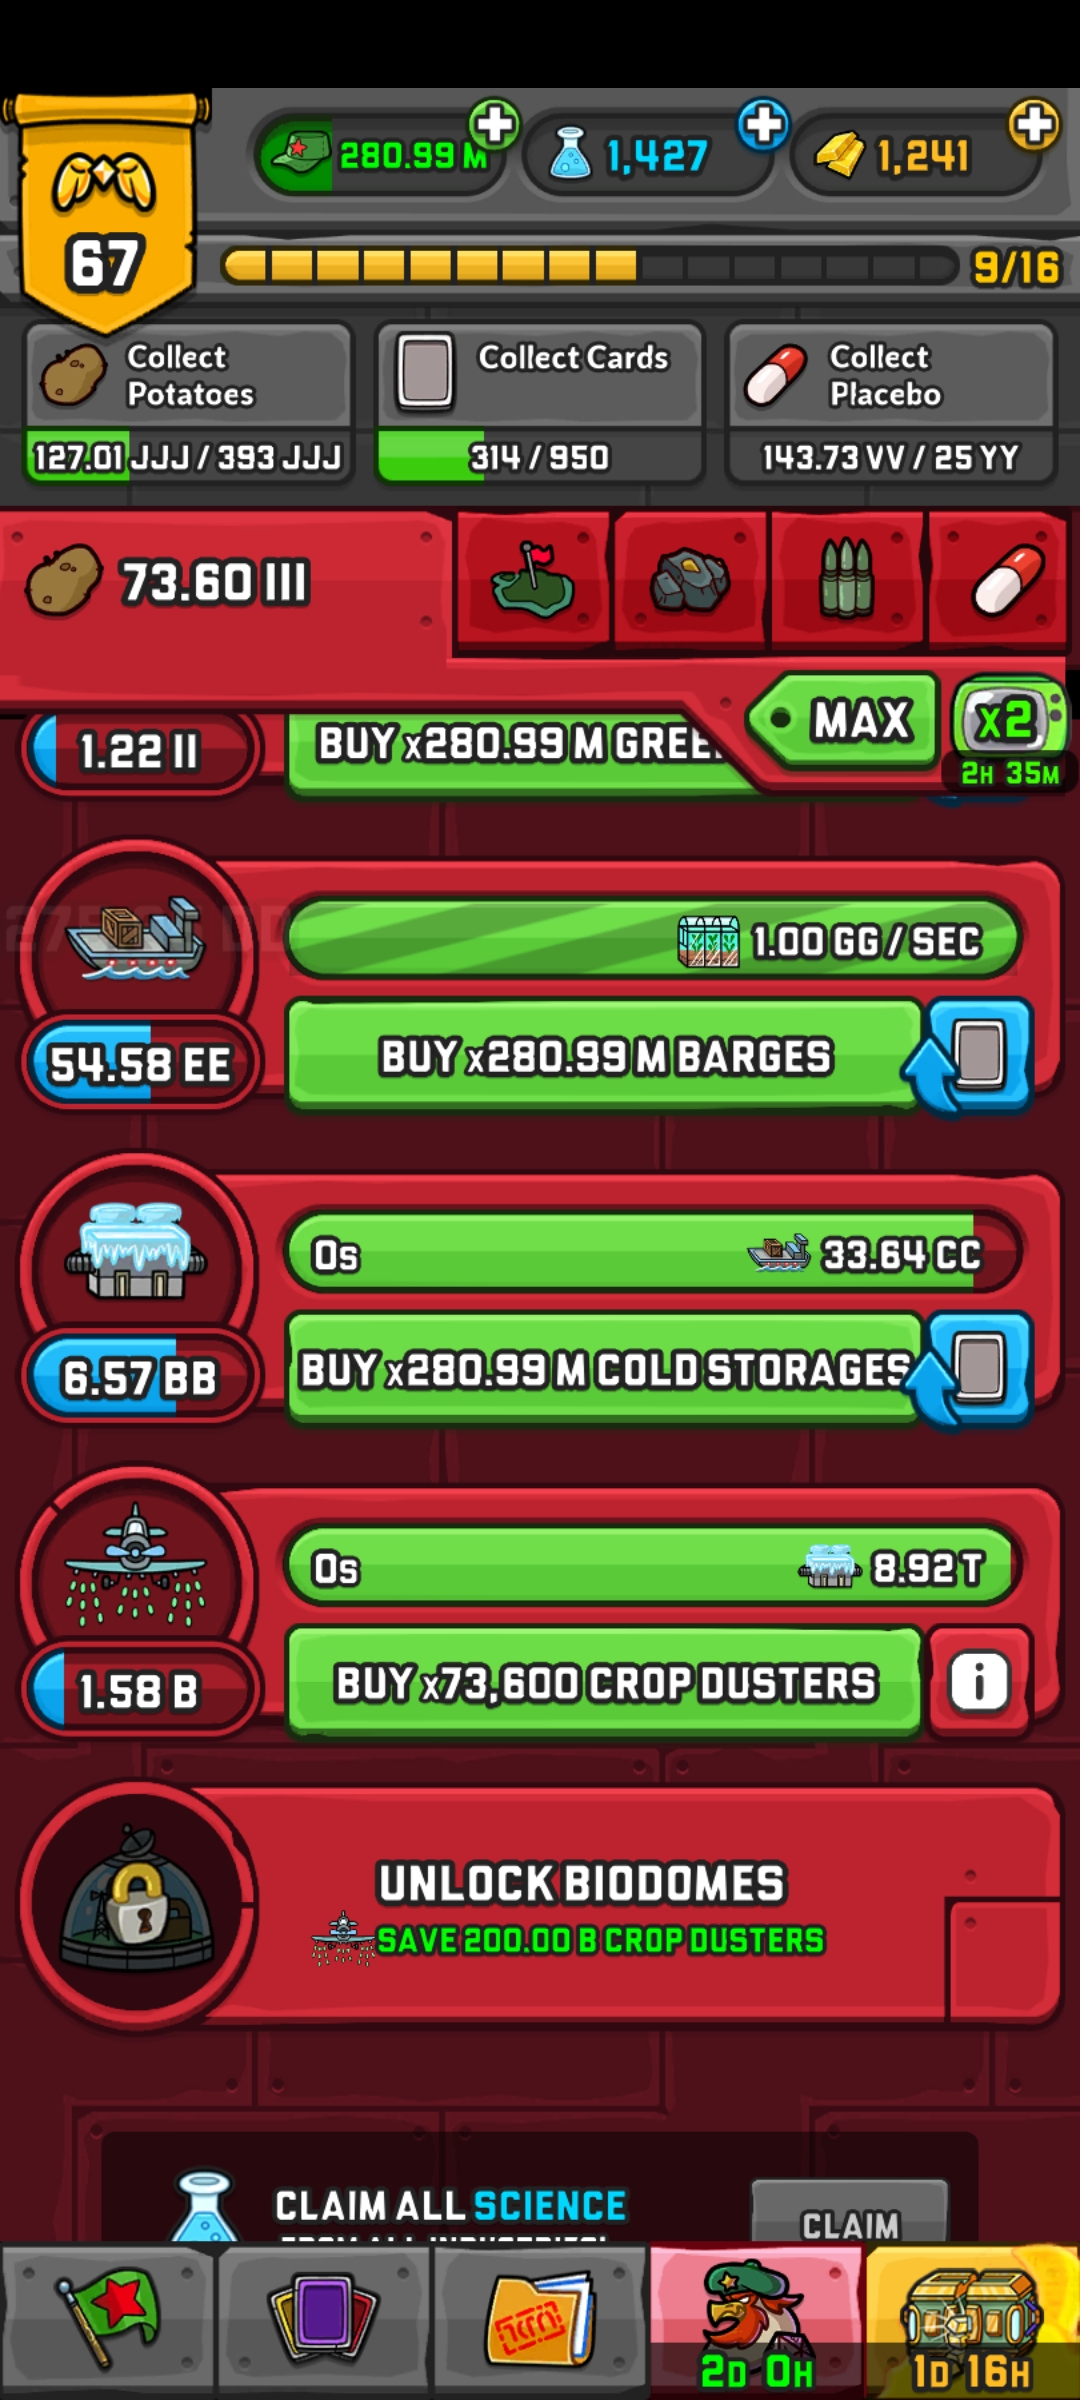 280.99 M
1,427
1,241
67
9/16
Collect
Potatoes
127.01 JJJ / 393 JJJ
Collect Cards
314 / 950
Collect
Placebo
143.73 VV / 25 YY
73.60 III
MAX
x2
2H 35M
1.22 II
BUY x280.99 M GREE
1.00 GG / SEC
54.58 EE
BUY x280.99 M BARGES
0s
33.64 CC
6.57 BB
BUY x280.99 M COLD STORAGES
0s
8.92 T
1.58 B
BUY x73,600 CROP DUSTERS
i
UNLOCK BIODOMES
SAVE 200.00 B CROP DUSTERS
CLAIM ALL SCIENCE
FROM ALL INDUSTRIES!
CLAIM
2D 0H
1D 16H